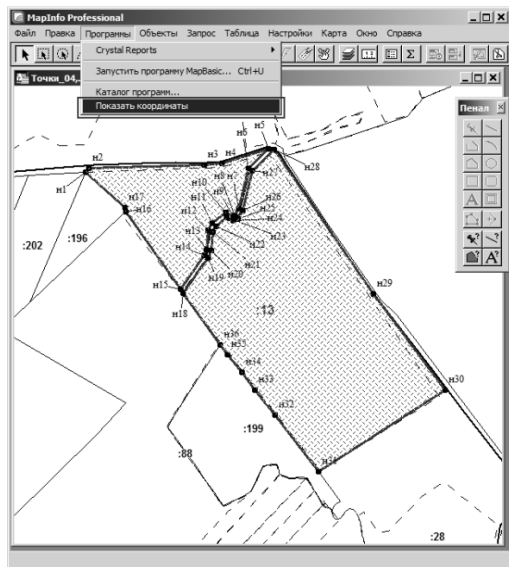 MapInfo Professional
Файл Правка Программы Объекты Запрос Таблица Настройки Карта Окно Справка
Crystal Reports
Запустить программу MapBasic... Ctrl+U
Каталог программ...
Показать координаты
Точки_04,
Пенал
н1
н2
н3
н4
н5
н6
н7
н8
н9
н10
н11
н12
н13
н14
н15
н16
н17
н18
н19
н20
н21
н22
н23
н24
н25
н26
н27
н28
н29
н30
н32
н33
н34
н35
н36
:202
:196
:13
:199
:88
:28